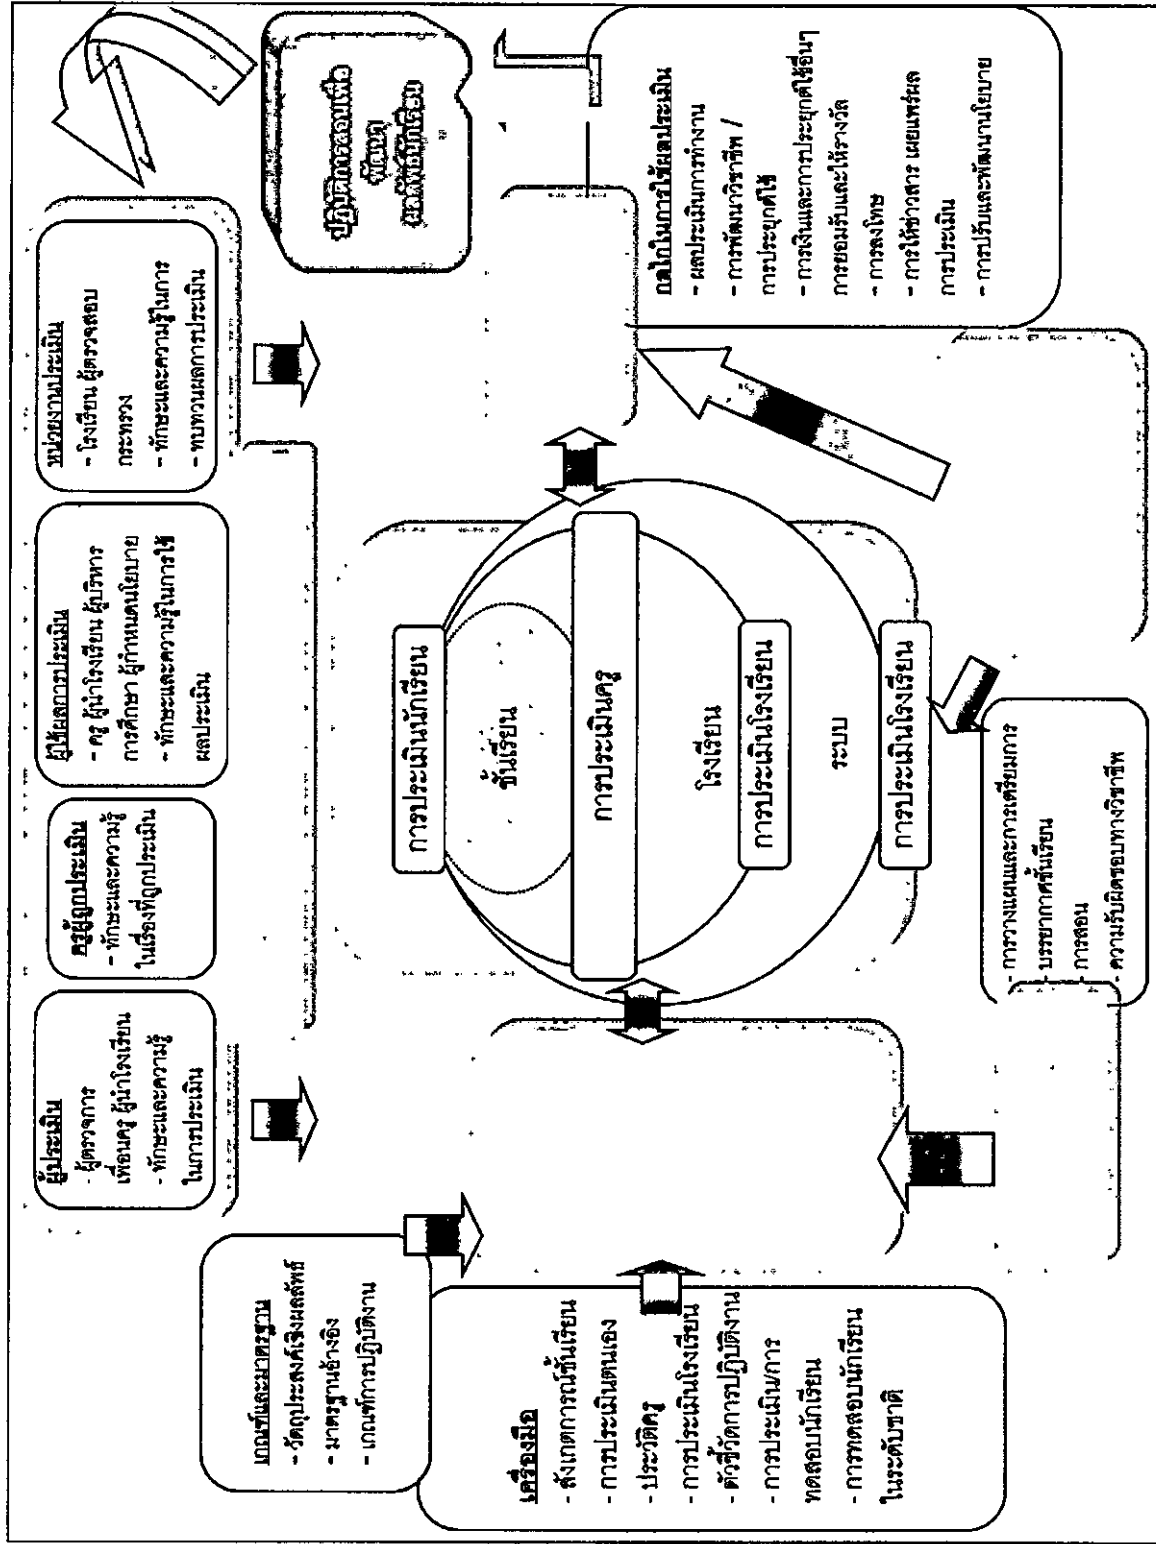 ผู้ประเมิน
- ผู้ตรวจการ
เพื่อนครู ผู้นำโรงเรียน
- ทักษะและความรู้
ในการประเมิน
ครูผู้ถูกประเมิน
- ทักษะและความรู้
ในเรื่องที่ถูกประเมิน
ผู้ใช้ผลการประเมิน
- ครู ผู้นำโรงเรียน ผู้บริหาร
การศึกษา ผู้กำหนดนโยบาย
- ทักษะและความรู้ในการใช้
ผลประเมิน
หน่วยงานประเมิน
- โรงเรียน ผู้ตรวจสอบ
กระทรวง
- ทักษะและความรู้ในการ
- ทบทวนผลการประเมิน
ปฏิบัติการสอนเพื่อ
พัฒนา
ผลลัพธ์นักเรียน
เกณฑ์และมาตรฐาน
- วัตถุประสงค์เชิงผลลัพธ์
- มาตรฐานอ้างอิง
- เกณฑ์การปฏิบัติงาน
เครื่องมือ
- สังเกตการณ์ชั้นเรียน
- การประเมินตนเอง
- ประวัติครู
- การประเมินโรงเรียน
- ตัวชี้วัดการปฏิบัติงาน
- การประเมิน/การ
ทดสอบนักเรียน
- การทดสอบนักเรียน
ในระดับชาติ
การประเมินนักเรียน
ชั้นเรียน
การประเมินครู
โรงเรียน
การประเมินโรงเรียน
ระบบ
การประเมินโรงเรียน
กลไกในการใช้ผลประเมิน
- ผลประเมินการทำงาน
- การพัฒนาวิชาชีพ /
การประยุกต์ใช้
- การเงินและการประยุกต์ใช้อื่นๆ
การยอมรับและให้รางวัล
- การลงโทษ
- การให้ข่าวสาร เผยแพร่ผล
การประเมิน
- การปรับและพัฒนานโยบาย
- การวางแผนและการเตรียมการ
- บรรยากาศชั้นเรียน
- การสอน
- ความรับผิดชอบทางวิชาชีพ